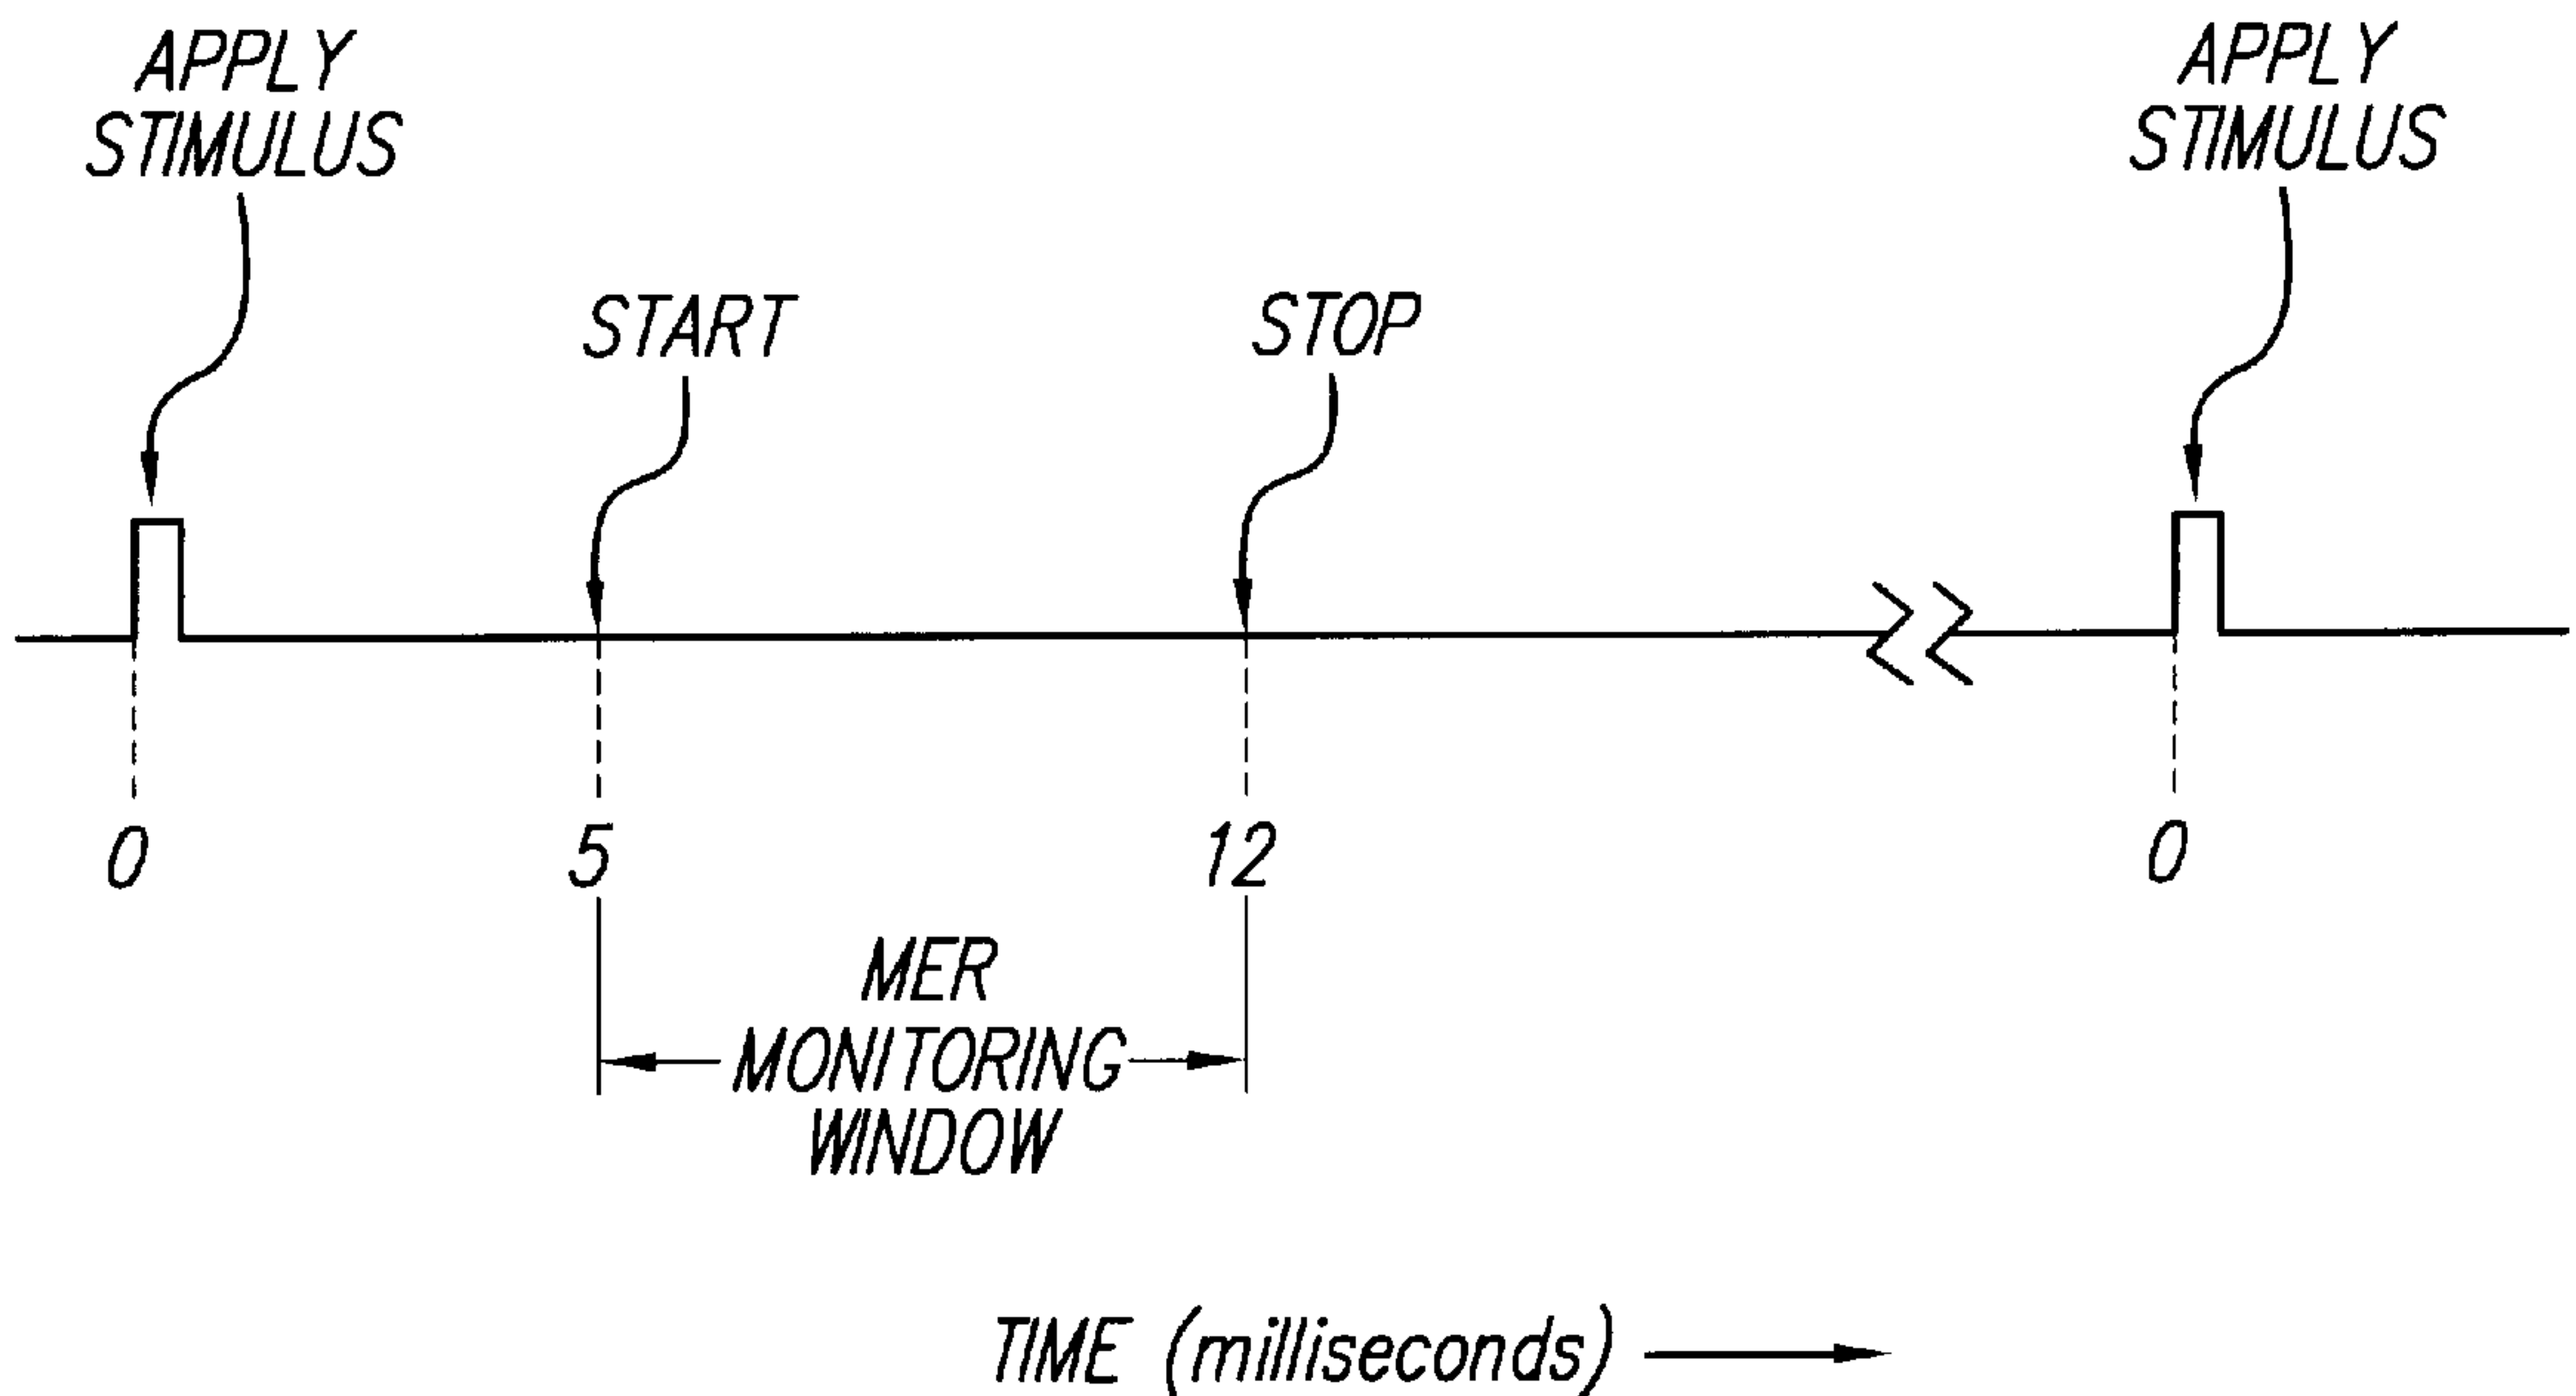 APPLY
STIMULUS
APPLY
STIMULUS
START
STOP
0
5
12
0
MER
MONITORING
WINDOW
TIME (milliseconds)